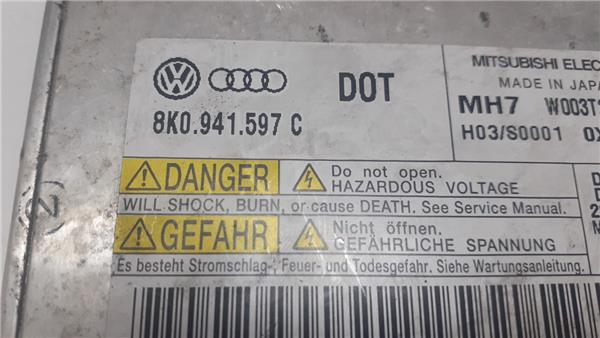 DOT
8K0.941.597 C
MITSUBISHI
MADE IN
MH7
H03/S0001
DANGER
Do not open.
HAZARDOUS VOLTAGE
WILL SHOCK, BURN, or cause DEATH. See Service Manual.
GEFAHR
Nicht öffnen.
GEFÄHRLICHE SPANNUNG
Es besteht Stromschlag-, Feuer- und Todesgefahr. Siehe Wartungsanleitung.